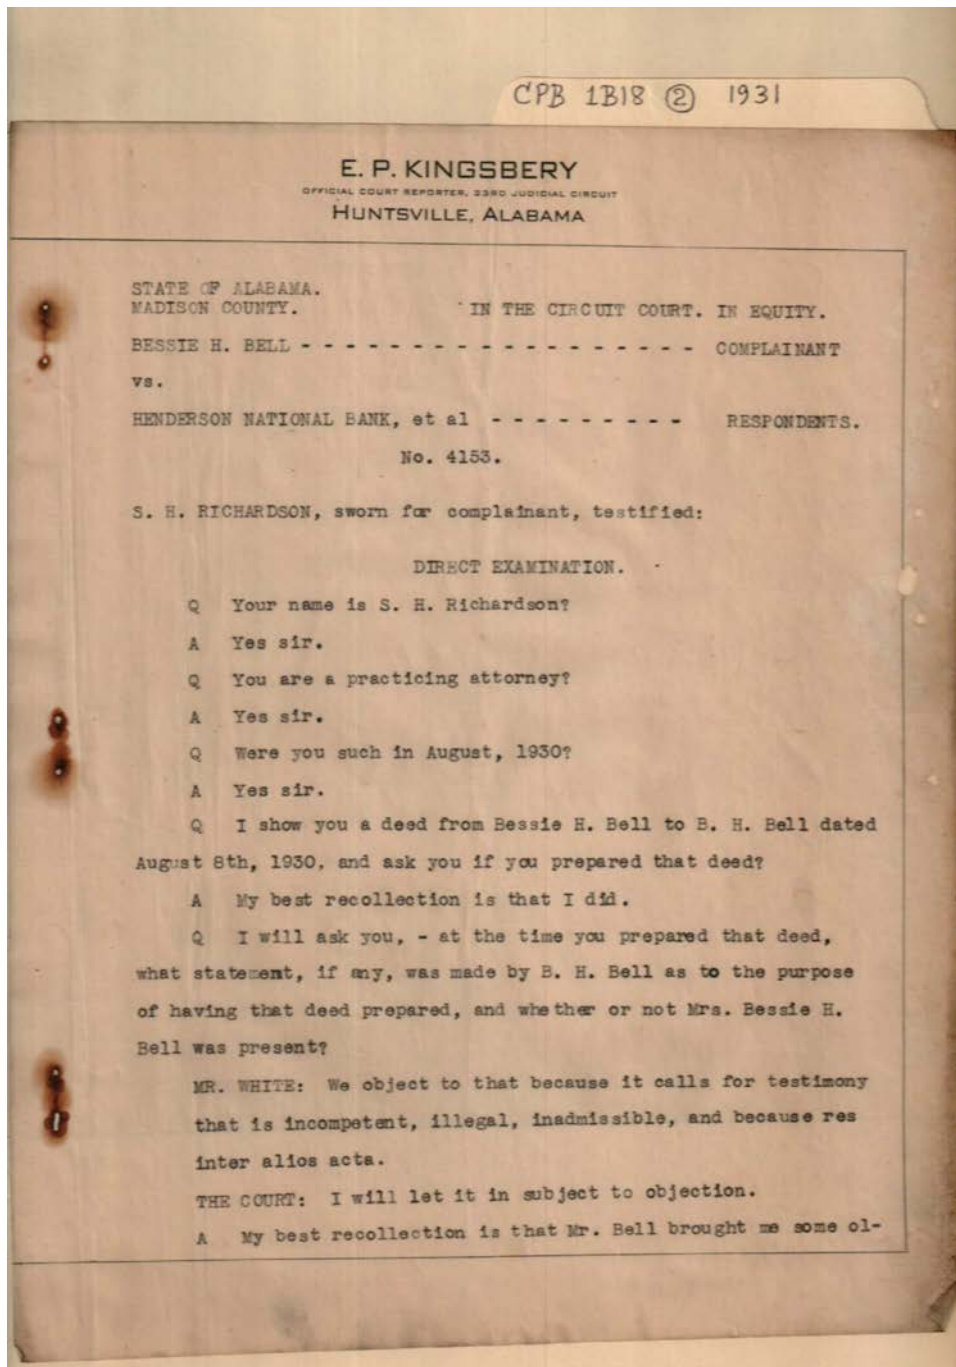 CPB 1B18 ② 1931
E. P. KINGSBERY
OFFICIAL COURT REPORTER, 23RD JUDICIAL CIRCUIT
HUNTSVILLE, ALABAMA
STATE OF ALABAMA.
MADISON COUNTY. IN THE CIRCUIT COURT. IN EQUITY.
BESSIE H. BELL - - - - - - - - - - - - - - - - - - - COMPLAINANT
vs.
HENDERSON NATIONAL BANK, et al - - - - - - - - - RESPONDENTS.
No. 4153.
S. H. RICHARDSON, sworn for complainant, testified:
DIRECT EXAMINATION.
Q Your name is S. H. Richardson?
A Yes sir.
Q You are a practicing attorney?
A Yes sir.
Q Were you such in August, 1930?
A Yes sir.
Q I show you a deed from Bessie H. Bell to B. H. Bell dated
August 8th, 1930, and ask you if you prepared that deed?
A My best recollection is that I did.
Q I will ask you, - at the time you prepared that deed,
what statement, if any, was made by B. H. Bell as to the purpose
of having that deed prepared, and whether or not Mrs. Bessie H.
Bell was present?
MR. WHITE: We object to that because it calls for testimony
that is incompetent, illegal, inadmissible, and because res
inter alios acta.
THE COURT: I will let it in subject to objection.
A My best recollection is that Mr. Bell brought me some ol-